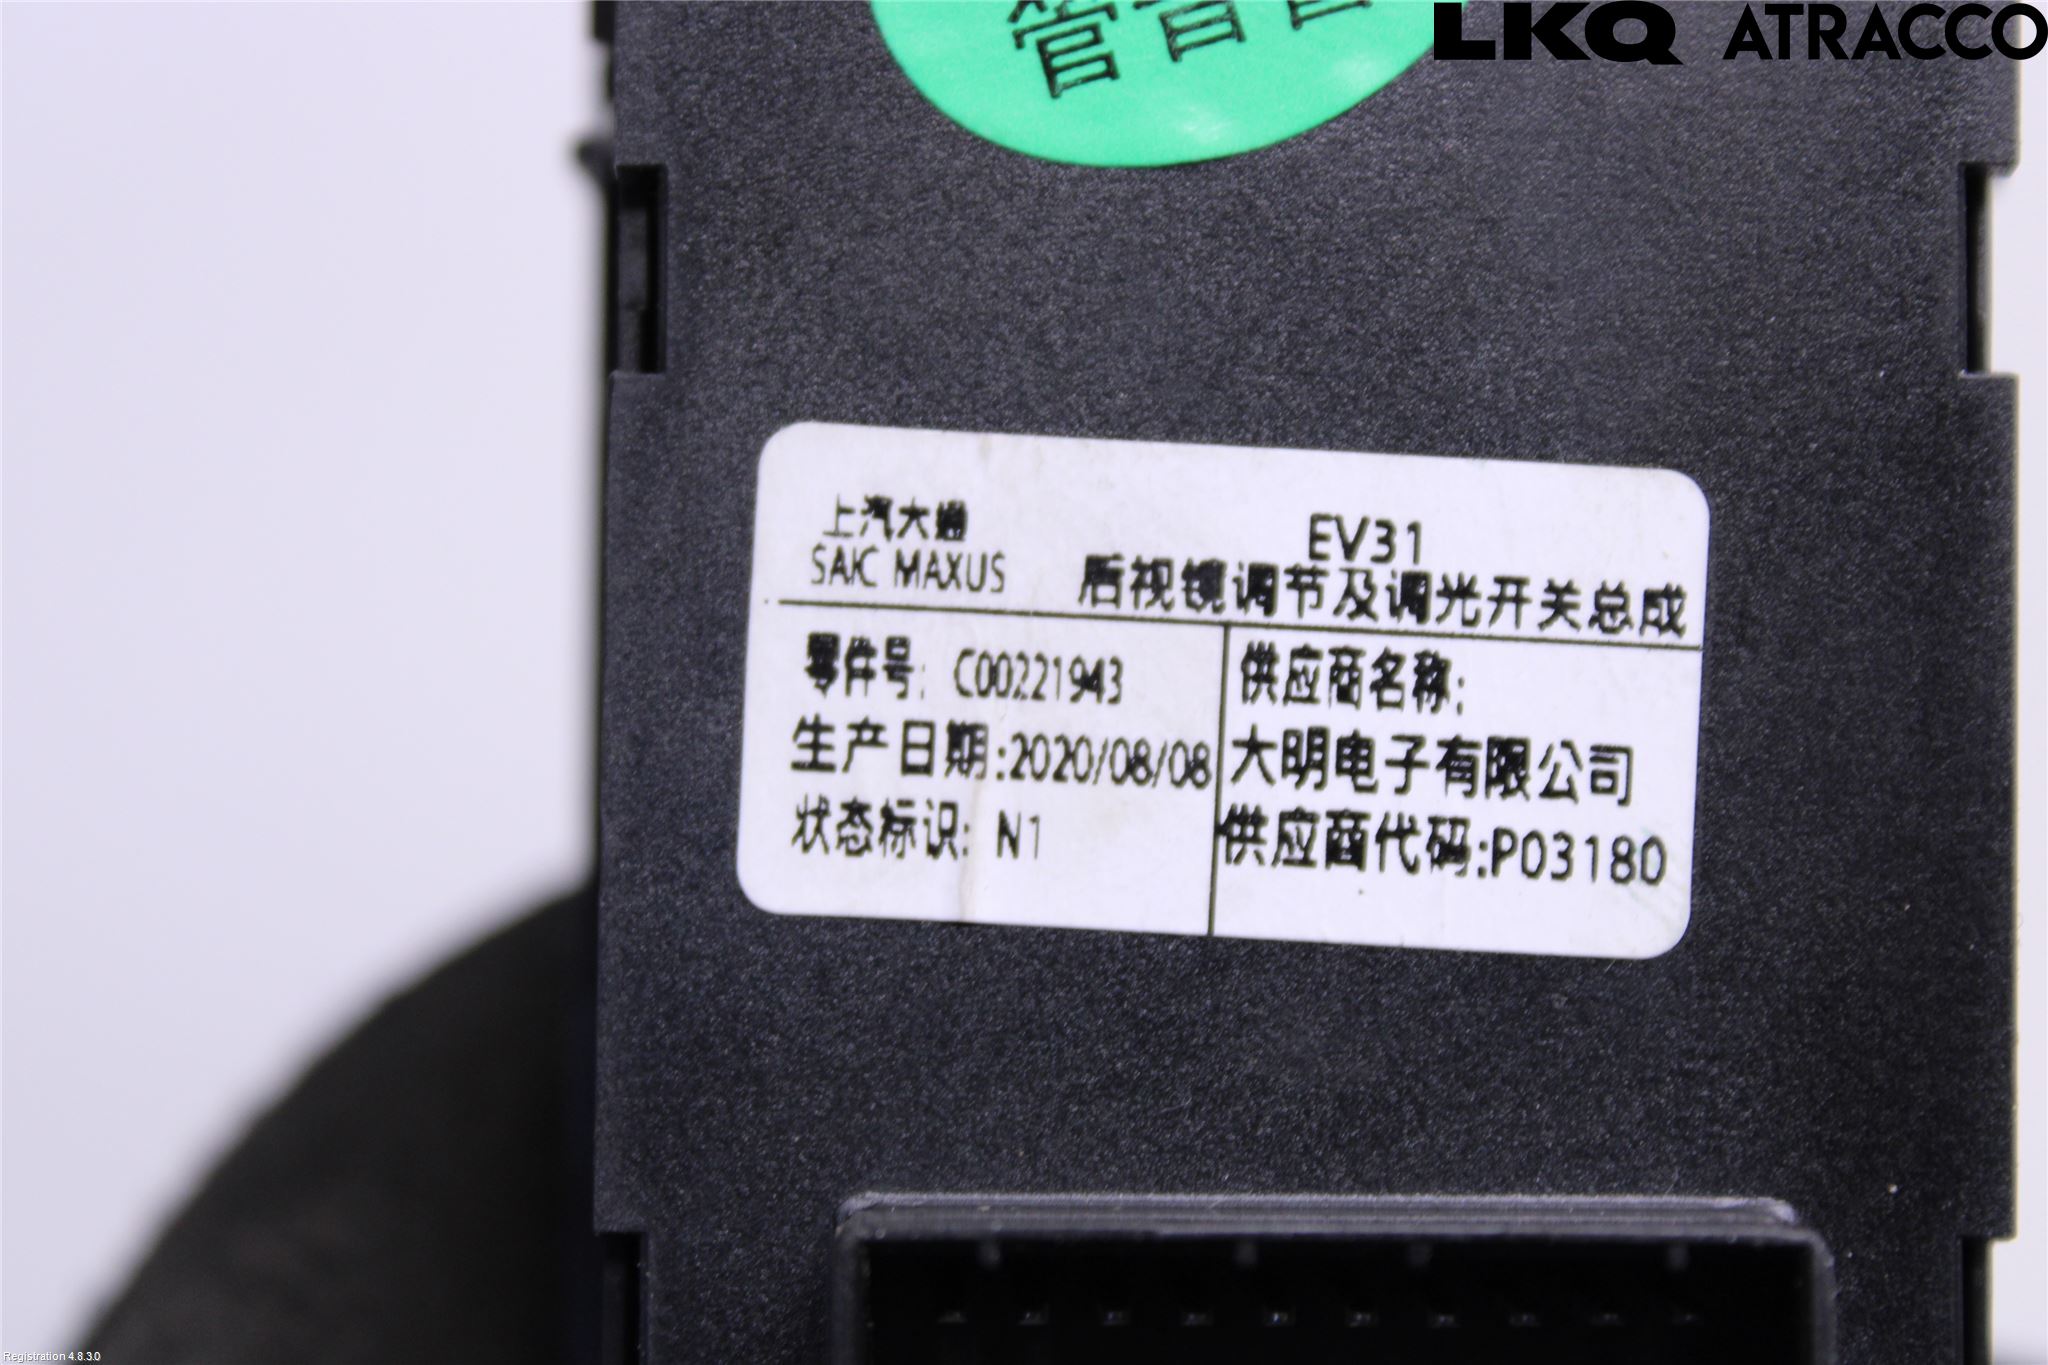 LKQ ATRACCO
管
上汽大通
SAIC MAXUS
EV31
后视镜调节及调光开关总成
零件号: C00221943
生产日期:2020/08/08
状态标识: N1
供应商名称:
大明电子有限公司
供应商代码:P03180
Registration 4.8.3.0